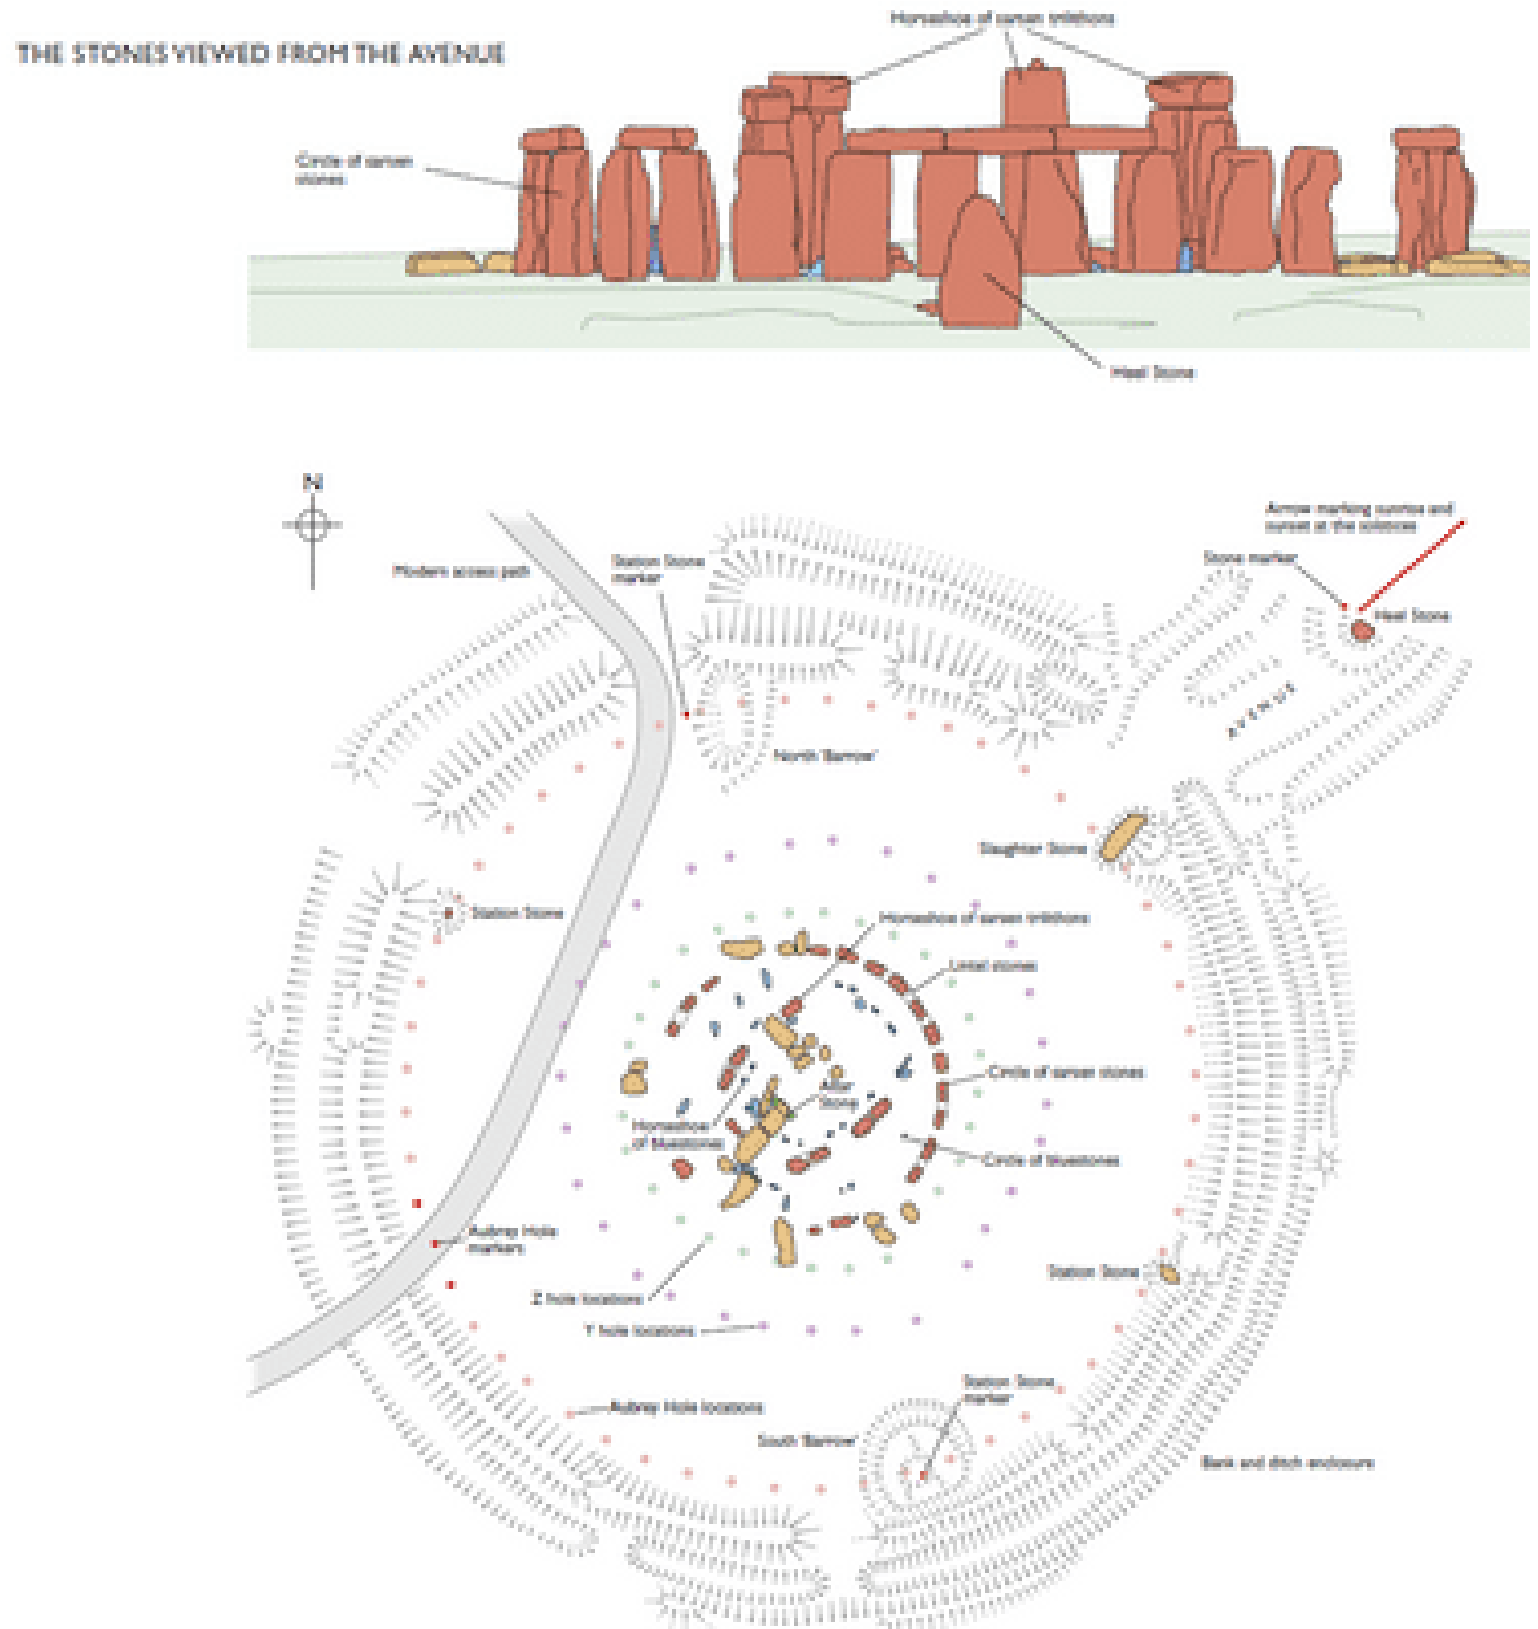 Horseshoe of sarsen trilithons
THE STONES VIEWED FROM THE AVENUE
Circle of sarsen
stones
Heel Stone
N
Arrow marking sunrise and
sunset at the solstices
Stone marker
Heel Stone
Modern access path
Station Stone
marker
AVENUE
'North Barrow'
Slaughter Stone
Station Stone
Horseshoe of sarsen trilithons
Lintel stones
Circle of sarsen stones
Altar
Stone
Horseshoe
of bluestones
Circle of bluestones
Aubrey Hole
markers
Station Stone
Z hole locations
Y hole locations
Station Stone
marker
Aubrey Hole locations
'South Barrow'
Bank and ditch enclosure